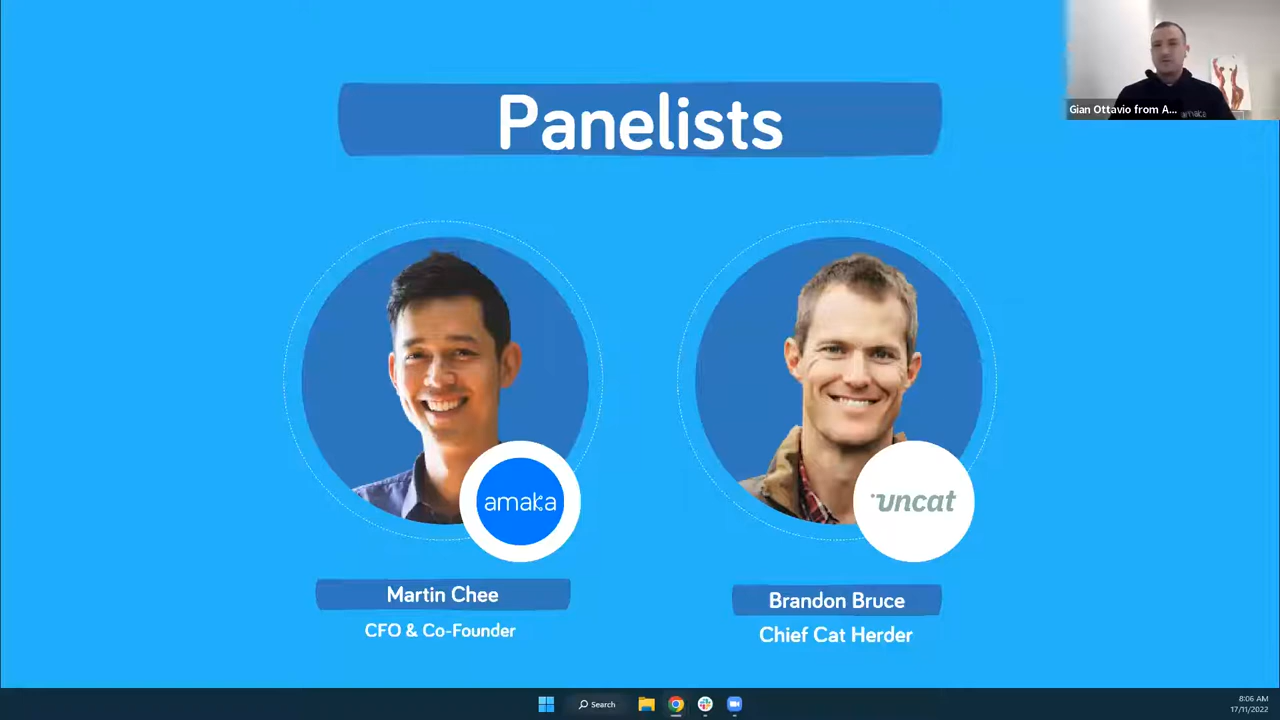 Panelists
Gian Ottavio from A...
amaka
amaka
uncat
Martin Chee
Brandon Bruce
CFO & Co-Founder
Chief Cat Herder
Search
8:06 AM
17/11/2022